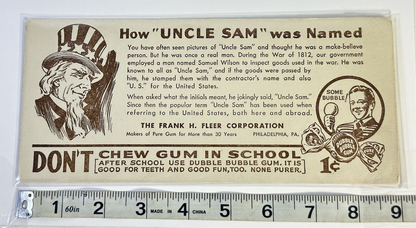 How "UNCLE SAM" was Named
You have often seen pictures of "Uncle Sam" and thought he was a make-believe
person. But he was once a real man. During the War of 1812, our government
employed a man named Samuel Wilson to inspect goods used in the war. He was
known to all as "Uncle Sam," and if the goods were passed by
him, he stamped them with the contractor's name and also
"U. S." for the United States.
When asked what the initials meant, he jokingly said, "Uncle Sam."
Since then the popular term "Uncle Sam" has been used when
referring to the United States, both here and abroad.
SOME
BUBBLE!
THE FRANK H. FLEER CORPORATION
Makers of Pure Gum for More than 30 Years PHILADELPHIA, PA.
1¢
DON'T CHEW GUM IN SCHOOL
[AFTER SCHOOL USE DUBBLE BUBBLE GUM. IT IS
GOOD FOR TEETH AND GOOD FUN, TOO. NONE PURER.]
1 60in 2 3 MADE IN 4 CHINA 5 6 7 8 9